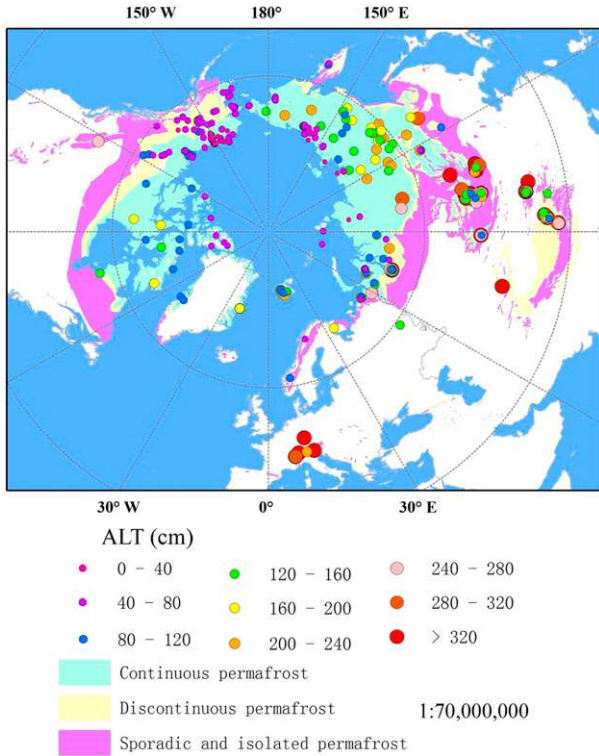 150° W 180° 150° E
30° W 0° 30° E
ALT (cm)
0 - 40 120 - 160 240 - 280
40 - 80 160 - 200 280 - 320
80 - 120 200 - 240 > 320
Continuous permafrost
Discontinuous permafrost 1:70,000,000
Sporadic and isolated permafrost